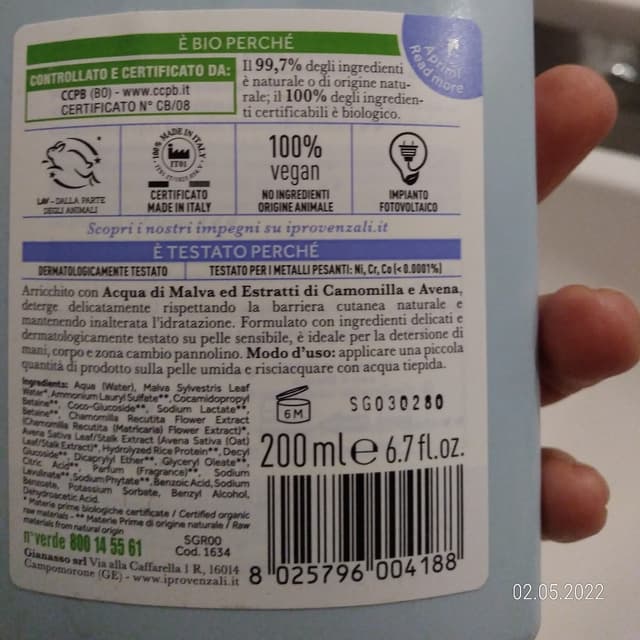 È BIO PERCHÉ
CONTROLLATO E CERTIFICATO DA:
CCPB (BO) - www.ccpb.it
CERTIFICATO N° CB/08
Il 99,7% degli ingredienti
è naturale o di origine natu-
rale; il 100% degli ingredien-
ti certificabili è biologico.
Aprimi
Read more
LAV - DALLA PARTE
DEGLI ANIMALI
100% MADE IN ITALY
IT01
CERTIFICATO
MADE IN ITALY
100%
vegan
NO INGREDIENTI
ORIGINE ANIMALE
IMPIANTO
FOTOVOLTAICO
Scopri i nostri impegni su iprovenzali.it
È TESTATO PERCHÉ
DERMATOLOGICAMENTE TESTATO
TESTATO PER I METALLI PESANTI: Ni, Cr, Co (< 0.0001%)
Arricchito con Acqua di Malva ed Estratti di Camomilla e Avena,
deterge delicatamente rispettando la barriera cutanea naturale e
mantenendo inalterata l'idratazione. Formulato con ingredienti delicati e
dermatologicamente testato su pelle sensibile, è ideale per la detersione di
mani, corpo e zona cambio pannolino. Modo d'uso: applicare una piccola
quantità di prodotto sulla pelle umida e risciacquare con acqua tiepida.
Ingredients: Aqua (Water), Malva Sylvestris Leaf
Water*, Ammonium Lauryl Sulfate**, Cocamidopropyl
Betaine**, Coco-Glucoside**, Sodium Lactate**,
Betaine**, Chamomilla Recutita Flower Extract
(Chamomilla Recutita (Matricaria) Flower Extract)*,
Avena Sativa Leaf/Stalk Extract (Avena Sativa (Oat)
Leaf/Stalk Extract)*, Hydrolyzed Rice Protein**, Decyl
Glucoside**, Dicaprylyl Ether**, Glyceryl Oleate**,
Citric Acid**, Parfum (Fragrance)**, Sodium
Levulinate**, Sodium Phytate**, Benzoic Acid, Sodium
Benzoate, Potassium Sorbate, Benzyl Alcohol,
Dehydroacetic Acid.
* Materie prime biologiche certificate / Certified organic
raw materials - ** Materie Prime di origine naturale / Raw
materials from natural origin
6M
SG030280
200 ml e 6.7 fl.oz.
n° verde 800 14 55 61
SGR00
Cod. 1634
Gianasso srl Via alla Caffarella 1 R, 16014
Campomorone (GE) - www.iprovenzali.it
8 025796 004188
02.05.2022